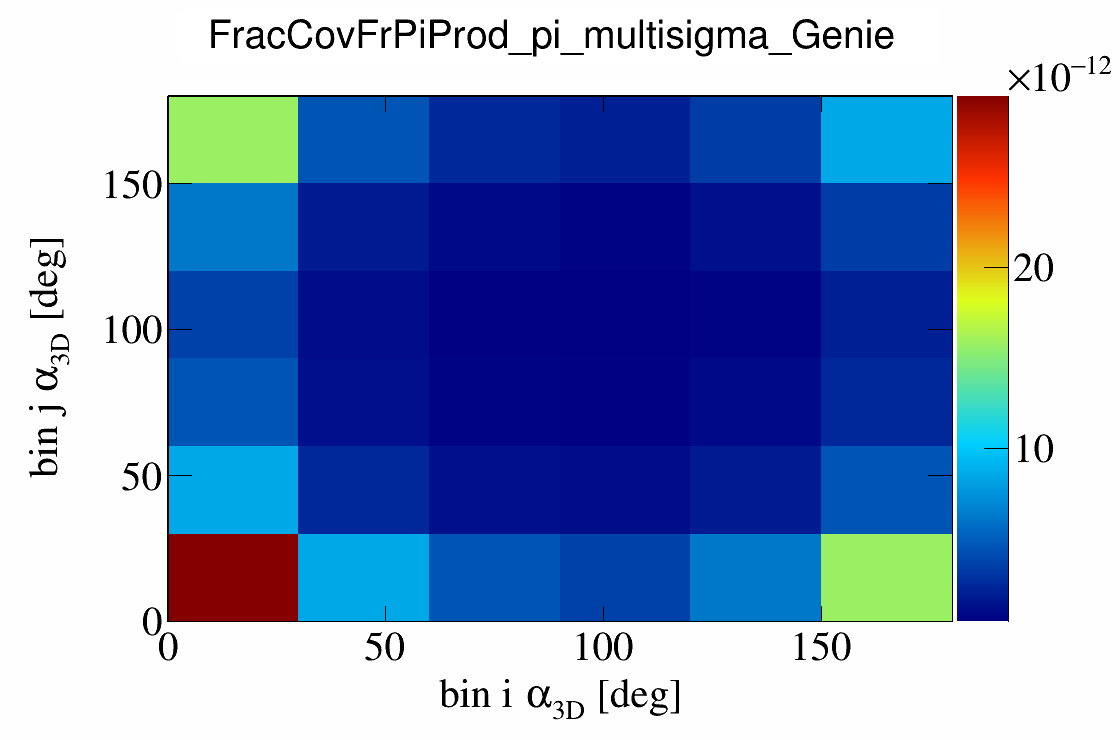 FracCovFrPiProd_pi_multisigma_Genie
×10⁻¹²
150
100
50
0
bin j α3D [deg]
20
10
0 50 100 150
bin i α3D [deg]